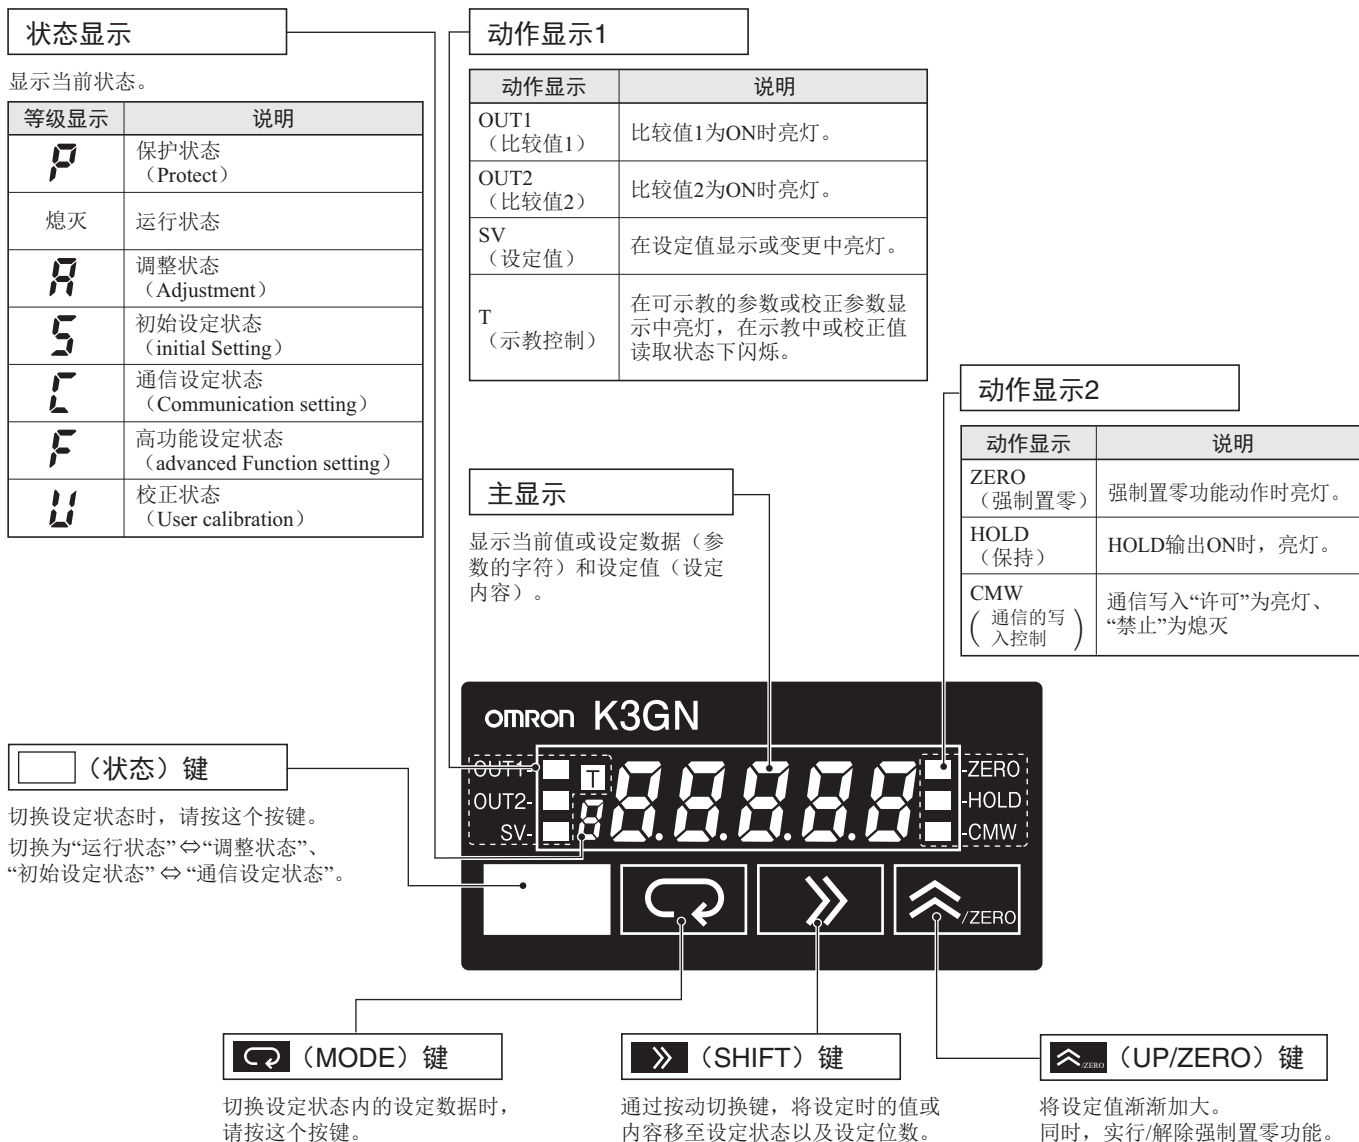 状态显示
显示当前状态。
等级显示 说明
P 保护状态
（Protect）
熄灭 运行状态
A 调整状态
（Adjustment）
S 初始设定状态
（initial Setting）
C 通信设定状态
（Communication setting）
F 高功能设定状态
（advanced Function setting）
U 校正状态
（User calibration）
动作显示1
动作显示 说明
OUT1
（比较值1） 比较值1为ON时亮灯。
OUT2
（比较值2） 比较值2为ON时亮灯。
SV
（设定值） 在设定值显示或变更中亮灯。
T
（示教控制） 在可示教的参数或校正参数显
示中亮灯，在示教中或校正值
读取状态下闪烁。
动作显示2
动作显示 说明
ZERO
（强制置零） 强制置零功能动作时亮灯。
HOLD
（保持） HOLD输出ON时，亮灯。
CMW
（通信的写
入控制） 通信写入“许可”为亮灯、
“禁止”为熄灭
主显示
显示当前值或设定数据（参
数的字符）和设定值（设定
内容）。
omron K3GN
OUT1- T 8.8.8.8.8 -ZERO
OUT2- 8 -HOLD
SV- -CMW
/ZERO
（状态）键
切换设定状态时，请按这个按键。
切换为“运行状态”⇔“调整状态”、
“初始设定状态”⇔“通信设定状态”。
（MODE）键
切换设定状态内的设定数据时，
请按这个按键。
（SHIFT）键
通过按动切换键，将设定时的值或
内容移至设定状态以及设定位数。
/ZERO （UP/ZERO）键
将设定值渐渐加大。
同时，实行/解除强制置零功能。